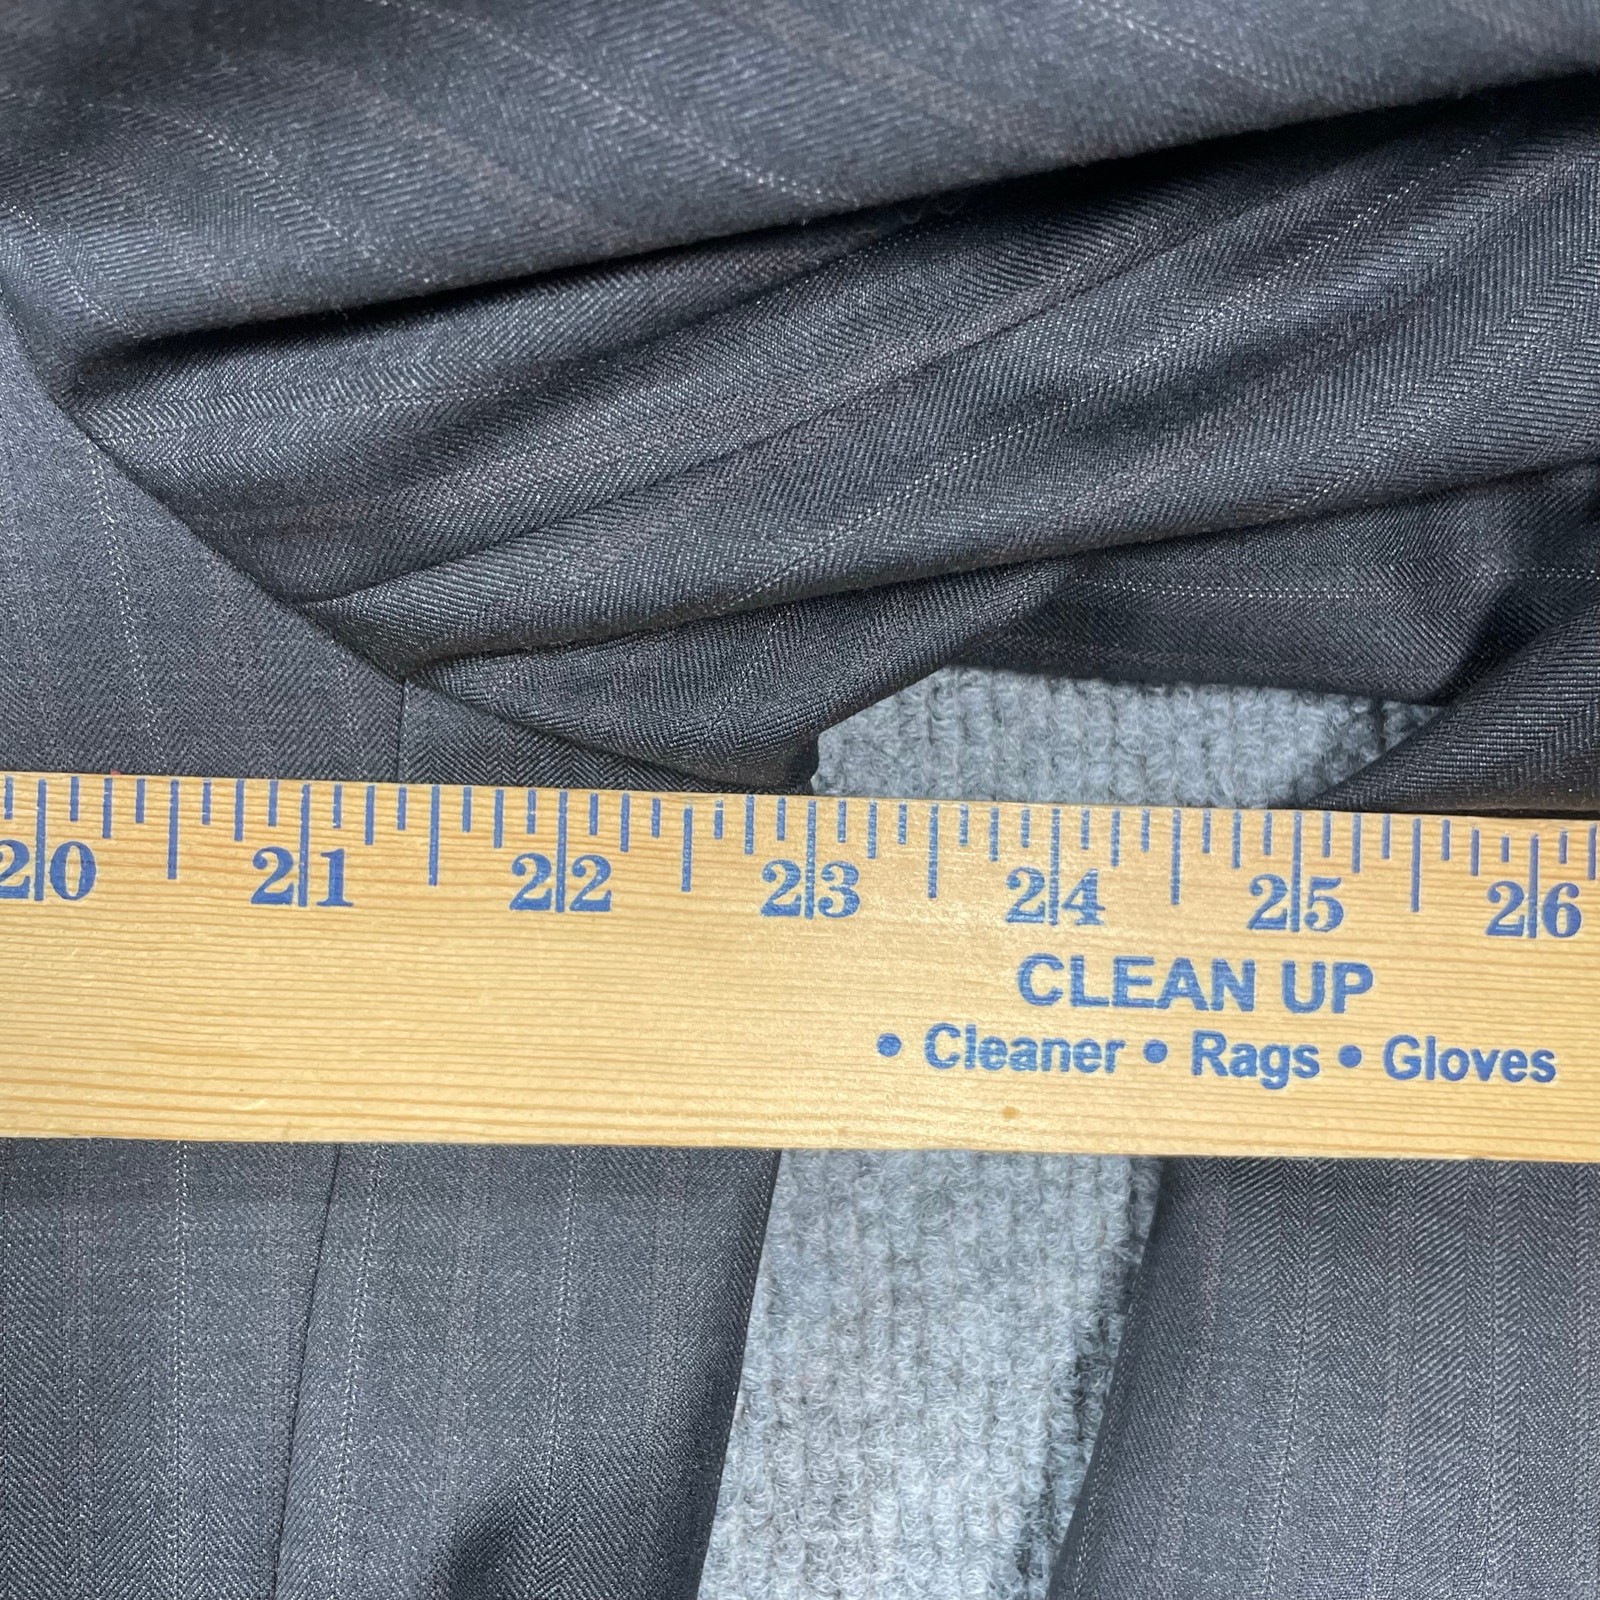 20 21 22 23 24 25 26
CLEAN UP
• Cleaner • Rags • Gloves